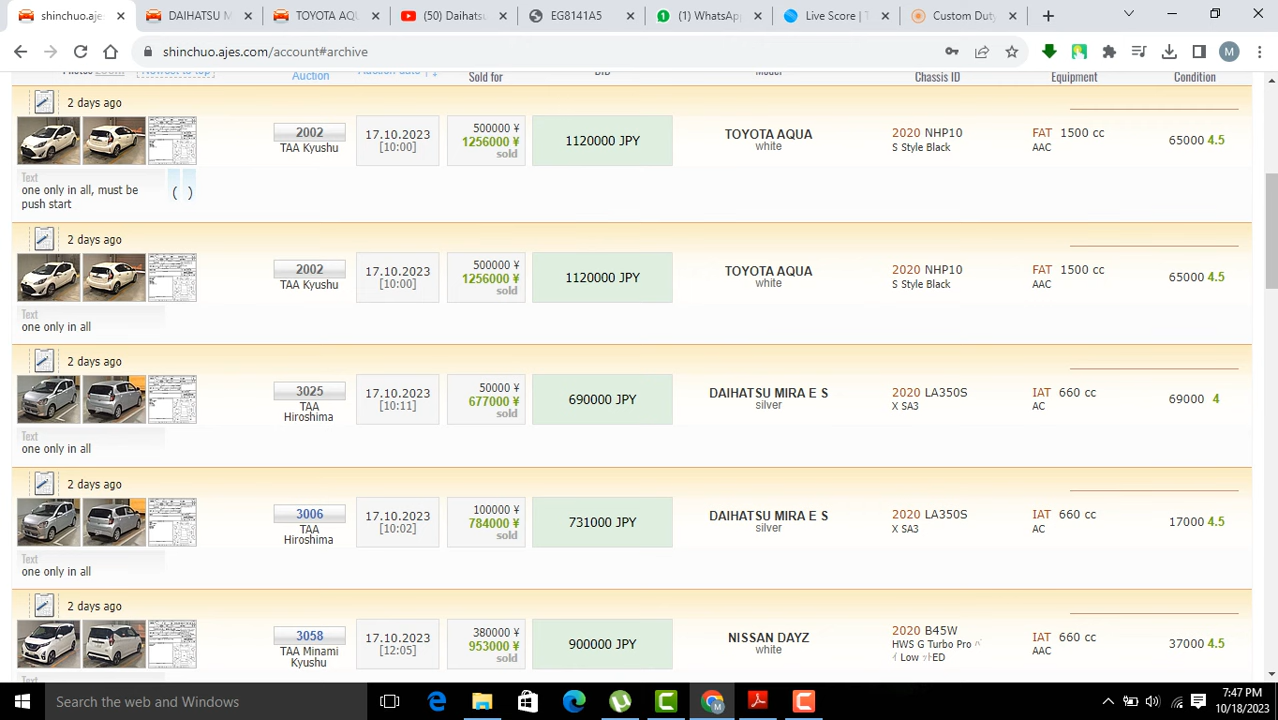 shinchuo.aje
DAIHATSU M
TOYOTA AQU
(50) Daihatsu
EG8141A5
(1) WhatsApp
Live Score | T
Custom Duty
shinchuo.ajes.com/account#archive
M
Auction
Sold for
Chassis ID
Equipment
Condition
2 days ago
2002
TAA Kyushu
17.10.2023
[10:00]
500000 ¥
1256000 ¥
sold
1120000 JPY
TOYOTA AQUA
white
2020 NHP10
S Style Black
FAT 1500 cc
AAC
65000 4.5
Text
one only in all, must be
push start
( )
2 days ago
2002
TAA Kyushu
17.10.2023
[10:00]
500000 ¥
1256000 ¥
sold
1120000 JPY
TOYOTA AQUA
white
2020 NHP10
S Style Black
FAT 1500 cc
AAC
65000 4.5
Text
one only in all
2 days ago
3025
TAA
Hiroshima
17.10.2023
[10:11]
50000 ¥
677000 ¥
sold
690000 JPY
DAIHATSU MIRA E S
silver
2020 LA350S
X SA3
IAT 660 cc
AC
69000 4
Text
one only in all
2 days ago
3006
TAA
Hiroshima
17.10.2023
[10:02]
100000 ¥
784000 ¥
sold
731000 JPY
DAIHATSU MIRA E S
silver
2020 LA350S
X SA3
IAT 660 cc
AC
17000 4.5
Text
one only in all
2 days ago
3058
TAA Minami
Kyushu
17.10.2023
[12:05]
380000 ¥
953000 ¥
sold
900000 JPY
NISSAN DAYZ
white
2020 B45W
HWS G Turbo Pro
Low ED
IAT 660 cc
AAC
37000 4.5
Search the web and Windows
7:47 PM
10/18/2023